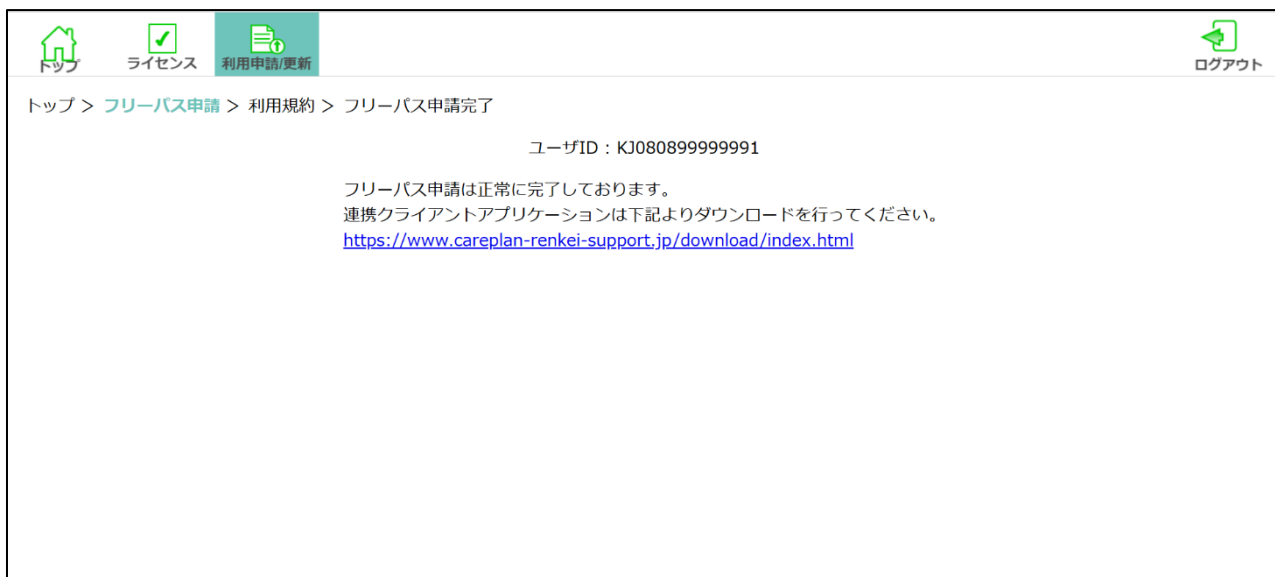 トップ
ライセンス
利用申請/更新
ログアウト
トップ > フリーパス申請 > 利用規約 > フリーパス申請完了
ユーザID：KJ080899999991
フリーパス申請は正常に完了しております。
連携クライアントアプリケーションは下記よりダウンロードを行ってください。
https://www.careplan-renkei-support.jp/download/index.html